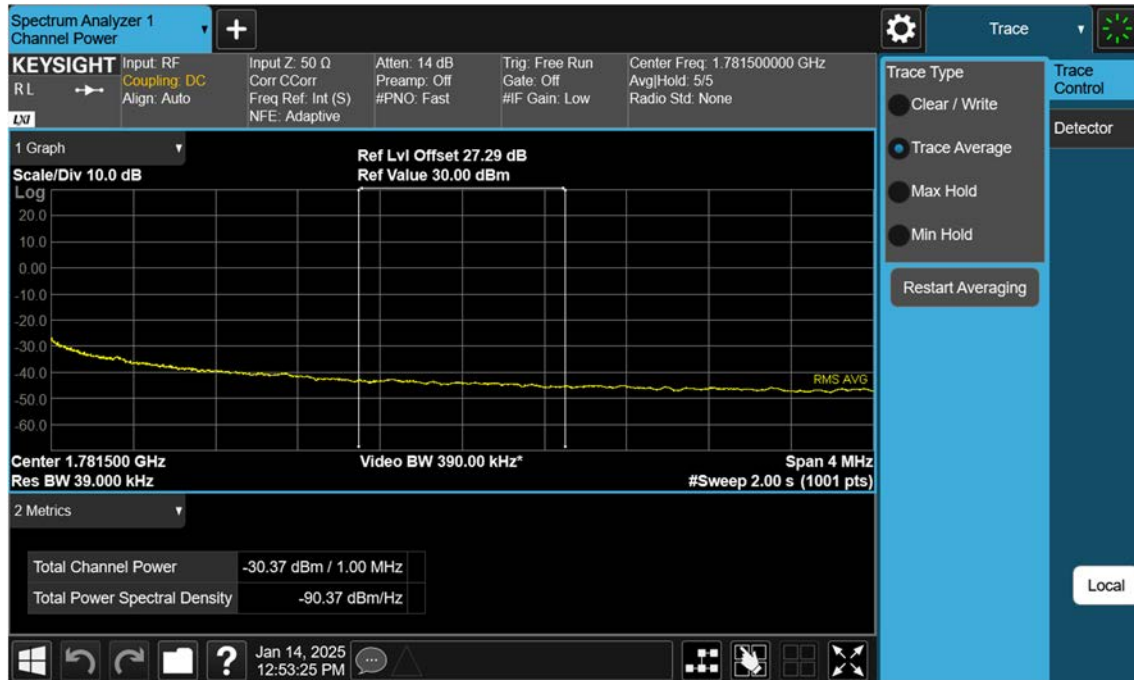 Spectrum Analyzer 1
Channel Power
Trace
KEYSIGHT
R L
LXI
Input: RF
Coupling: DC
Align: Auto
Input Z: 50 Ω
Corr CCorr
Freq Ref: Int (S)
NFE: Adaptive
Atten: 14 dB
Preamp: Off
#PNO: Fast
Trig: Free Run
Gate: Off
#IF Gain: Low
Center Freq: 1.781500000 GHz
Avg|Hold: 5/5
Radio Std: None
Trace Type
Clear / Write
Trace Average
Max Hold
Min Hold
Restart Averaging
Trace
Control
Detector
Local
1 Graph
Scale/Div 10.0 dB
Ref Lvl Offset 27.29 dB
Ref Value 30.00 dBm
Log
20.0
10.0
0.00
-10.0
-20.0
-30.0
-40.0
-50.0
-60.0
RMS AVG
Center 1.781500 GHz
Video BW 390.00 kHz*
Span 4 MHz
Res BW 39.000 kHz
#Sweep 2.00 s (1001 pts)
2 Metrics
Total Channel Power -30.37 dBm / 1.00 MHz
Total Power Spectral Density -90.37 dBm/Hz
?
Jan 14, 2025
12:53:25 PM